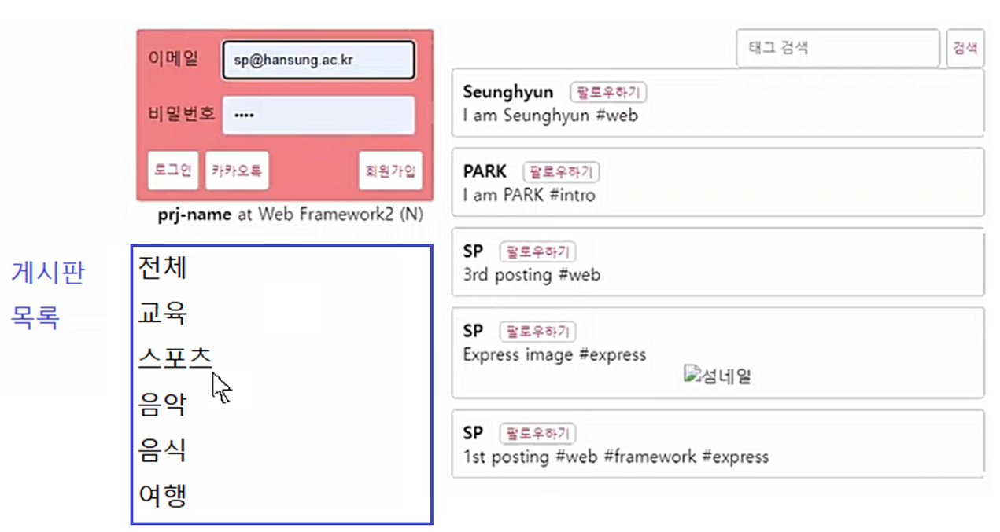 이메일 sp@hansung.ac.kr
비밀번호 ••••
로그인 카카오톡 회원가입
prj-name at Web Framework2 (N)
게시판
목록
전체
교육
스포츠
음악
음식
여행
태그 검색 검색
Seunghyun 팔로우하기
I am Seunghyun #web
PARK 팔로우하기
I am PARK #intro
SP 팔로우하기
3rd posting #web
SP 팔로우하기
Express image #express
섬네일
SP 팔로우하기
1st posting #web #framework #express